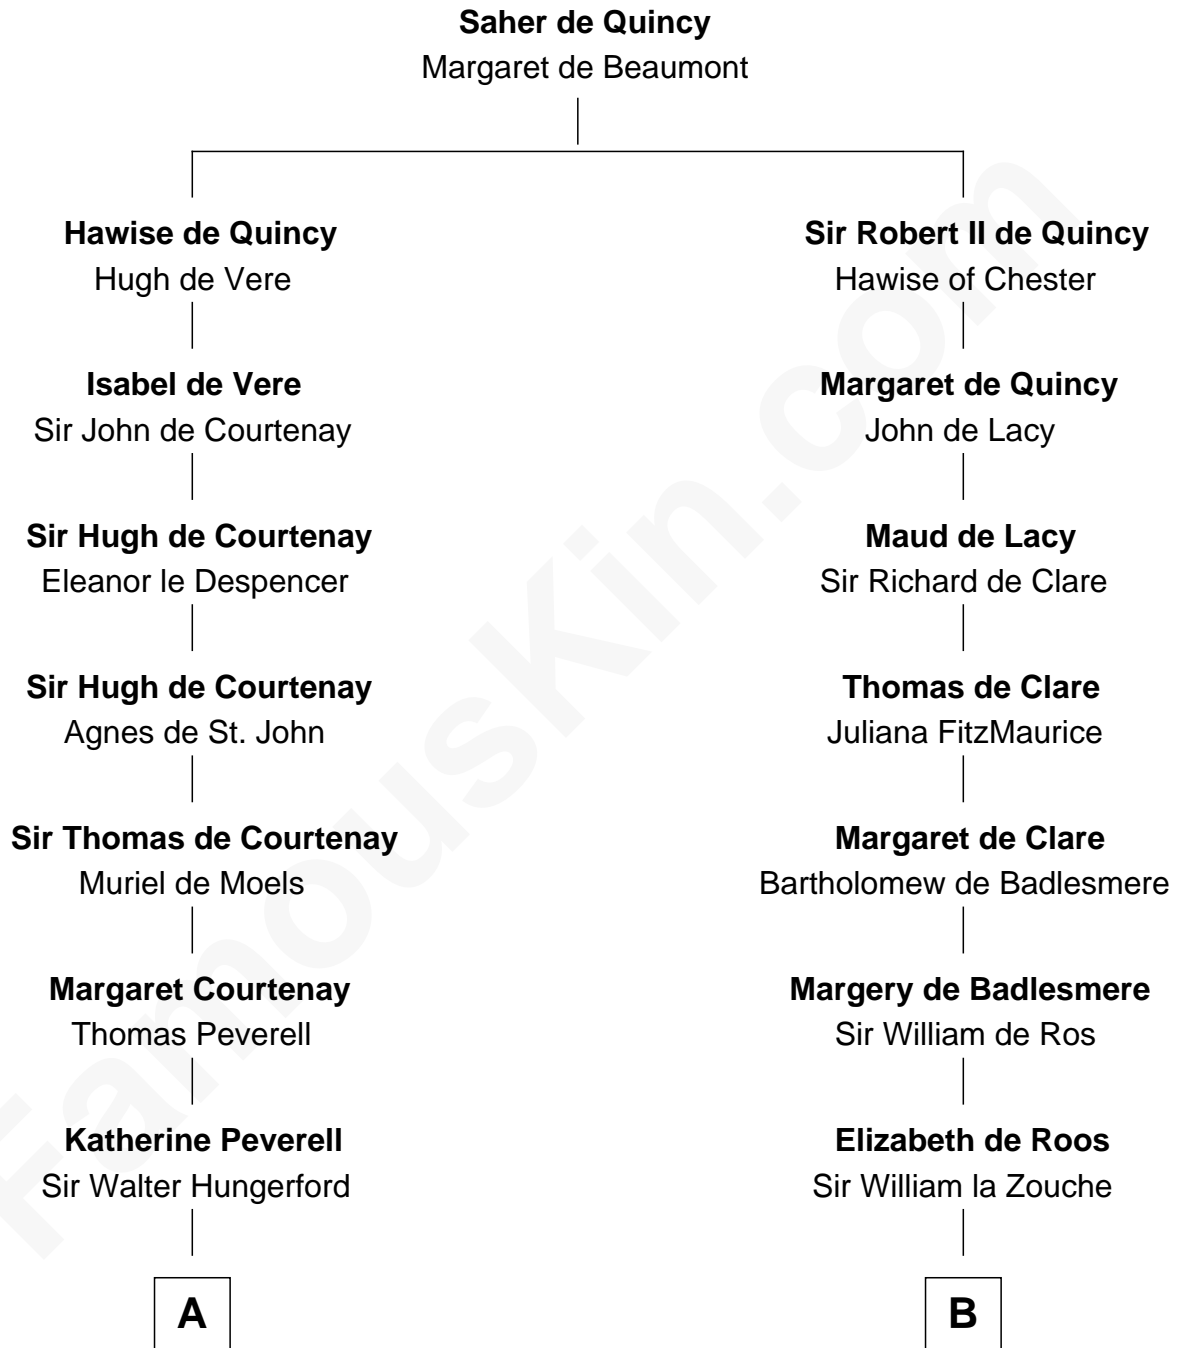 Saher de Quincy
Margaret de Beaumont
Hawise de Quincy
Hugh de Vere
Sir Robert II de Quincy
Hawise of Chester
Isabel de Vere
Sir John de Courtenay
Margaret de Quincy
John de Lacy
Sir Hugh de Courtenay
Eleanor le Despencer
Maud de Lacy
Sir Richard de Clare
Sir Hugh de Courtenay
Agnes de St. John
Thomas de Clare
Juliana FitzMaurice
Sir Thomas de Courtenay
Muriel de Moels
Margaret de Clare
Bartholomew de Badlesmere
Margaret Courtenay
Thomas Peverell
Margery de Badlesmere
Sir William de Ros
Katherine Peverell
Sir Walter Hungerford
Elizabeth de Roos
Sir William la Zouche
A
B
FamousKin.com